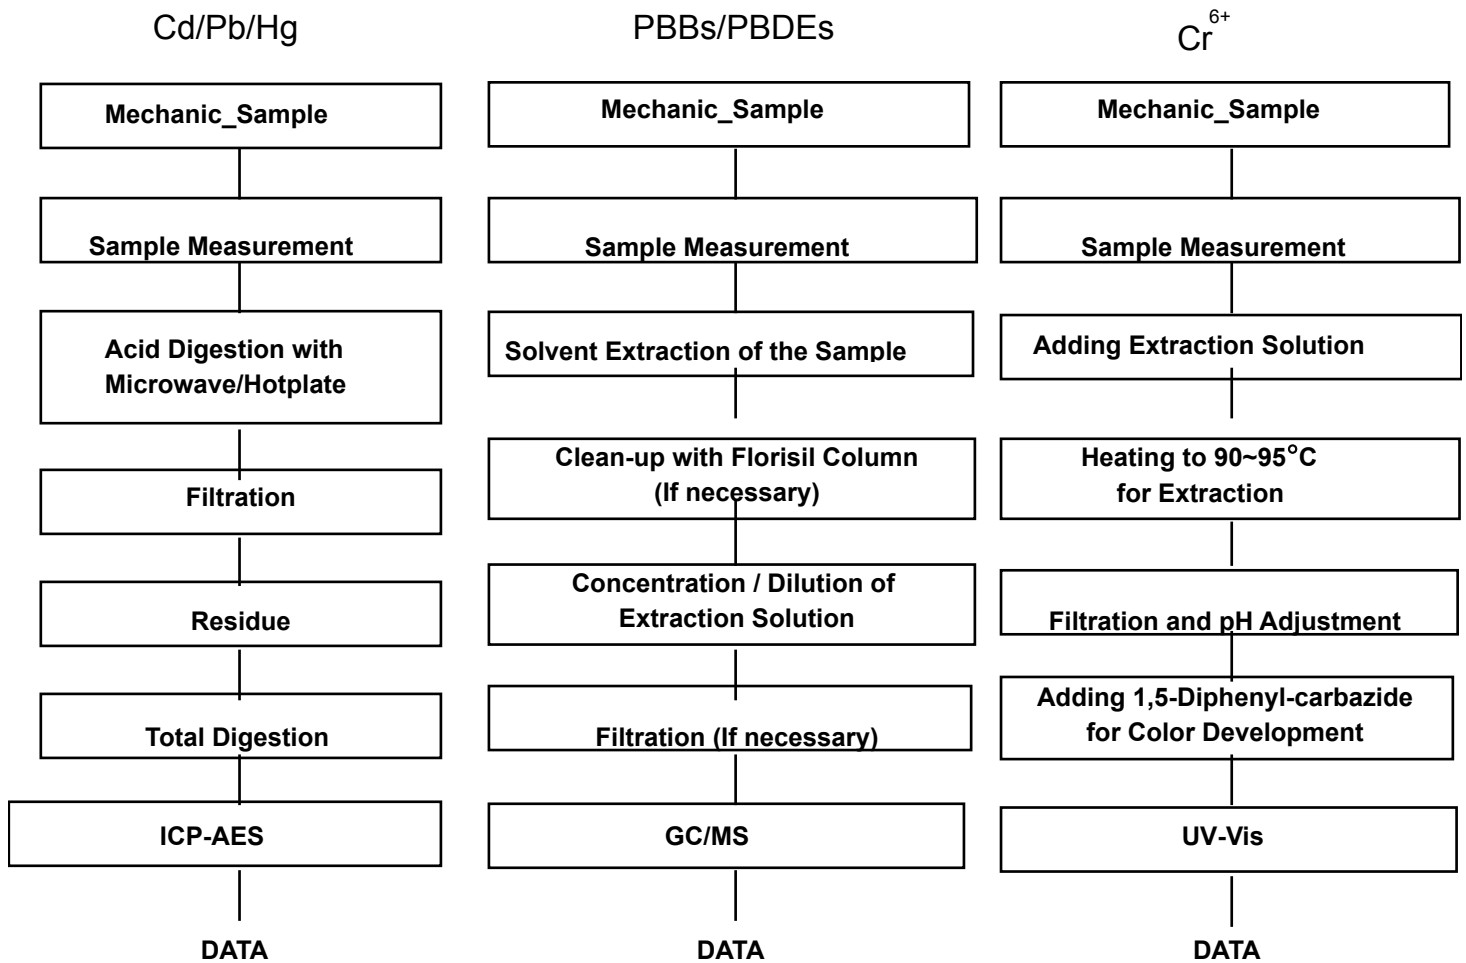 Cd/Pb/Hg
Mechanic_Sample
Sample Measurement
Acid Digestion with
Microwave/Hotplate
Filtration
Residue
Total Digestion
ICP-AES
DATA
PBBs/PBDEs
Mechanic_Sample
Sample Measurement
Solvent Extraction of the Sample
Clean-up with Florisil Column
(If necessary)
Concentration / Dilution of
Extraction Solution
Filtration (If necessary)
GC/MS
DATA
Cr⁶⁺
Mechanic_Sample
Sample Measurement
Adding Extraction Solution
Heating to 90~95°C
for Extraction
Filtration and pH Adjustment
Adding 1,5-Diphenyl-carbazide
for Color Development
UV-Vis
DATA